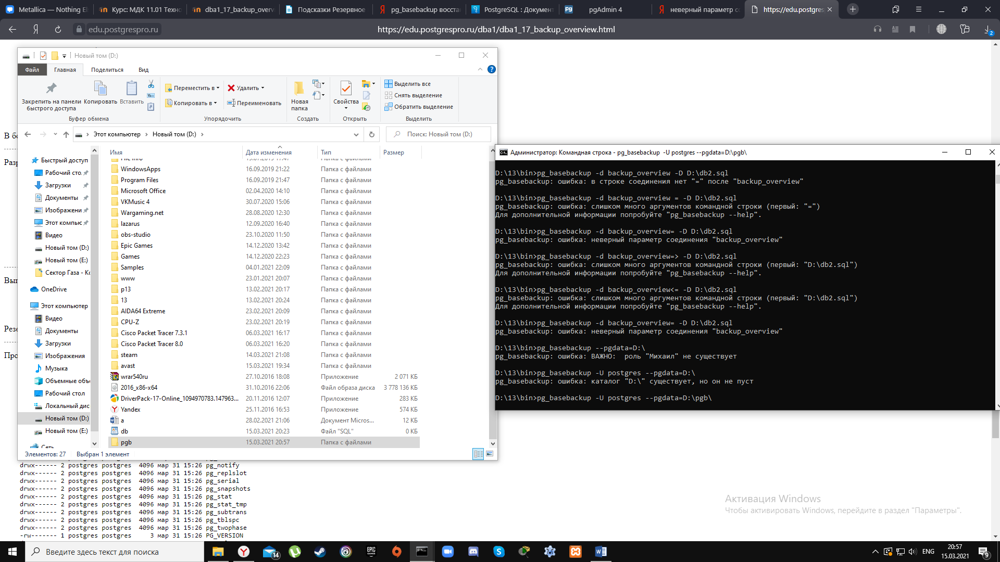 Metallica — Nothing El
Курс: МДК 11.01 Техно
dba1_17_backup_overv
Подсказки Резервное
pg_basebackup восста
PostgreSQL : Документ
pgAdmin 4
неверный параметр со
https://edu.postgres
edu.postgrespro.ru
https://edu.postgrespro.ru/dba1/dba1_17_backup_overview.html
2
Новый том (D:)
Файл
Главная
Поделиться
Вид
Закрепить на панели быстрого доступа
Копировать
Вставить
Переместить в
Копировать в
Удалить
Переименовать
Новая папка
Свойства
Выделить все
Снять выделение
Обратить выделение
Буфер обмена
Упорядочить
Создать
Открыть
Выделить
Этот компьютер
Новый том (D:)
Поиск: Новый том (D:)
Имя
Дата изменения
Тип
Размер
Быстрый доступ
Рабочий сто.
Загрузки
Документы
Изображени
Этот компьк
Видео
Новый том (D:)
Новый том (E:)
Сектор Газа - Кс
OneDrive
Этот компьютер
Видео
Документы
Загрузки
Изображения
Музыка
Объемные объ
Рабочий стол
Локальный дис
Новый том (D:)
Новый том (E:)
Сеть
WindowsApps 16.09.2019 21:22 Папка с файлами
Program Files 16.09.2019 21:47 Папка с файлами
Microsoft Office 02.04.2020 14:10 Папка с файлами
VKMusic 4 30.07.2020 15:06 Папка с файлами
Wargaming.net 28.08.2020 12:30 Папка с файлами
lazarus 12.09.2020 16:40 Папка с файлами
obs-studio 23.10.2020 11:50 Папка с файлами
Epic Games 14.12.2020 13:42 Папка с файлами
Games 14.12.2020 22:23 Папка с файлами
Samples 04.01.2021 22:09 Папка с файлами
www 23.01.2021 20:07 Папка с файлами
p13 13.02.2021 20:17 Папка с файлами
13 13.02.2021 20:24 Папка с файлами
AIDA64 Extreme 23.02.2021 20:09 Папка с файлами
CPU-Z 23.02.2021 20:19 Папка с файлами
Cisco Packet Tracer 7.3.1 06.03.2021 16:17 Папка с файлами
Cisco Packet Tracer 8.0 06.03.2021 16:20 Папка с файлами
steam 14.03.2021 21:08 Папка с файлами
avast 15.03.2021 19:34 Папка с файлами
wrar540ru 27.10.2016 18:08 Приложение 2 071 КБ
2016_x86-x64 31.10.2016 22:06 Файл образа диска 3 778 136 КБ
DriverPack-17-Online_1094970783.147963... 20.11.2016 12:07 Приложение 283 КБ
Yandex 25.11.2016 16:53 Приложение 574 КБ
a 28.02.2021 21:06 Документ Micros... 12 КБ
db 15.03.2021 20:23 Файл "SQL" 0 КБ
pgb 15.03.2021 20:57 Папка с файлами
Элементов: 27
Выбран 1 элемент
Администратор: Командная строка - pg_basebackup -U postgres --pgdata=D:\pgb\
D:\13\bin>pg_basebackup -d backup_overview -D D:\db2.sql
pg_basebackup: ошибка: в строке соединения нет "=" после "backup_overview"
D:\13\bin>pg_basebackup -d backup_overview = -D D:\db2.sql
pg_basebackup: ошибка: слишком много аргументов командной строки (первый: "=")
Для дополнительной информации попробуйте "pg_basebackup --help".
D:\13\bin>pg_basebackup -d backup_overview= -D D:\db2.sql
pg_basebackup: ошибка: неверный параметр соединения "backup_overview"
D:\13\bin>pg_basebackup -d backup_overview=> -D D:\db2.sql
pg_basebackup: ошибка: слишком много аргументов командной строки (первый: "D:\db2.sql")
Для дополнительной информации попробуйте "pg_basebackup --help".
D:\13\bin>pg_basebackup -d backup_overview<= -D D:\db2.sql
pg_basebackup: ошибка: слишком много аргументов командной строки (первый: "D:\db2.sql")
Для дополнительной информации попробуйте "pg_basebackup --help".
D:\13\bin>pg_basebackup -d backup_overview= -D D:\db2.sql
pg_basebackup: ошибка: неверный параметр соединения "backup_overview"
D:\13\bin>pg_basebackup --pgdata=D:\
pg_basebackup: ошибка: ВАЖНО: роль "Михаил" не существует
D:\13\bin>pg_basebackup -U postgres --pgdata=D:\
pg_basebackup: ошибка: каталог "D:\" существует, но он не пуст
D:\13\bin>pg_basebackup -U postgres --pgdata=D:\pgb\
drwx------ 2 postgres postgres 4096 мар 31 15:26 pg_notify
drwx------ 2 postgres postgres 4096 мар 31 15:26 pg_replslot
drwx------ 2 postgres postgres 4096 мар 31 15:26 pg_serial
drwx------ 2 postgres postgres 4096 мар 31 15:26 pg_snapshots
drwx------ 2 postgres postgres 4096 мар 31 15:26 pg_stat
drwx------ 2 postgres postgres 4096 мар 31 15:26 pg_stat_tmp
drwx------ 2 postgres postgres 4096 мар 31 15:26 pg_subtrans
drwx------ 2 postgres postgres 4096 мар 31 15:26 pg_tblspc
drwx------ 2 postgres postgres 4096 мар 31 15:26 pg_twophase
-rw------- 1 postgres postgres 3 мар 31 15:26 PG_VERSION
Активация Windows
Чтобы активировать Windows, перейдите в раздел "Параметры".
Введите здесь текст для поиска
14
EPIC GAMES
ENG
20:57
15.03.2021
9